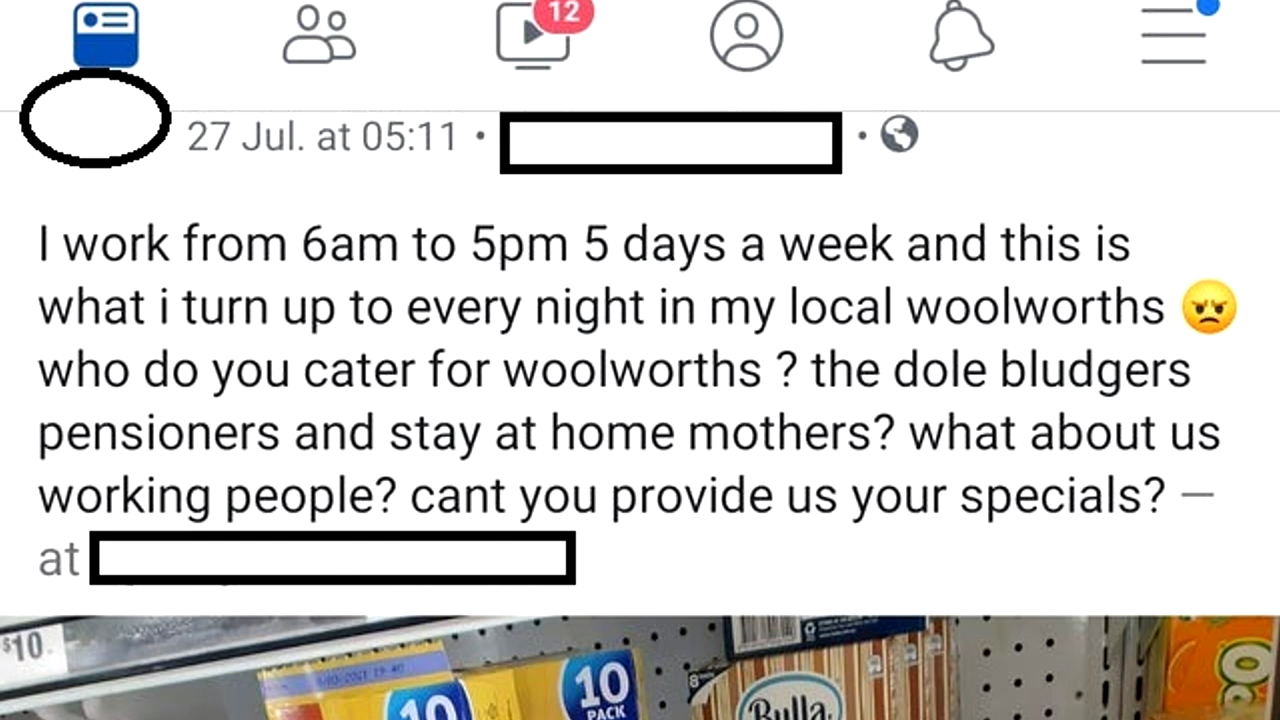 12
27 Jul. at 05:11 •
•
I work from 6am to 5pm 5 days a week and this is
what i turn up to every night in my local woolworths 😠
who do you cater for woolworths ? the dole bludgers
pensioners and stay at home mothers? what about us
working people? cant you provide us your specials? —
at
$10
10
10
PACK
8
Bulla